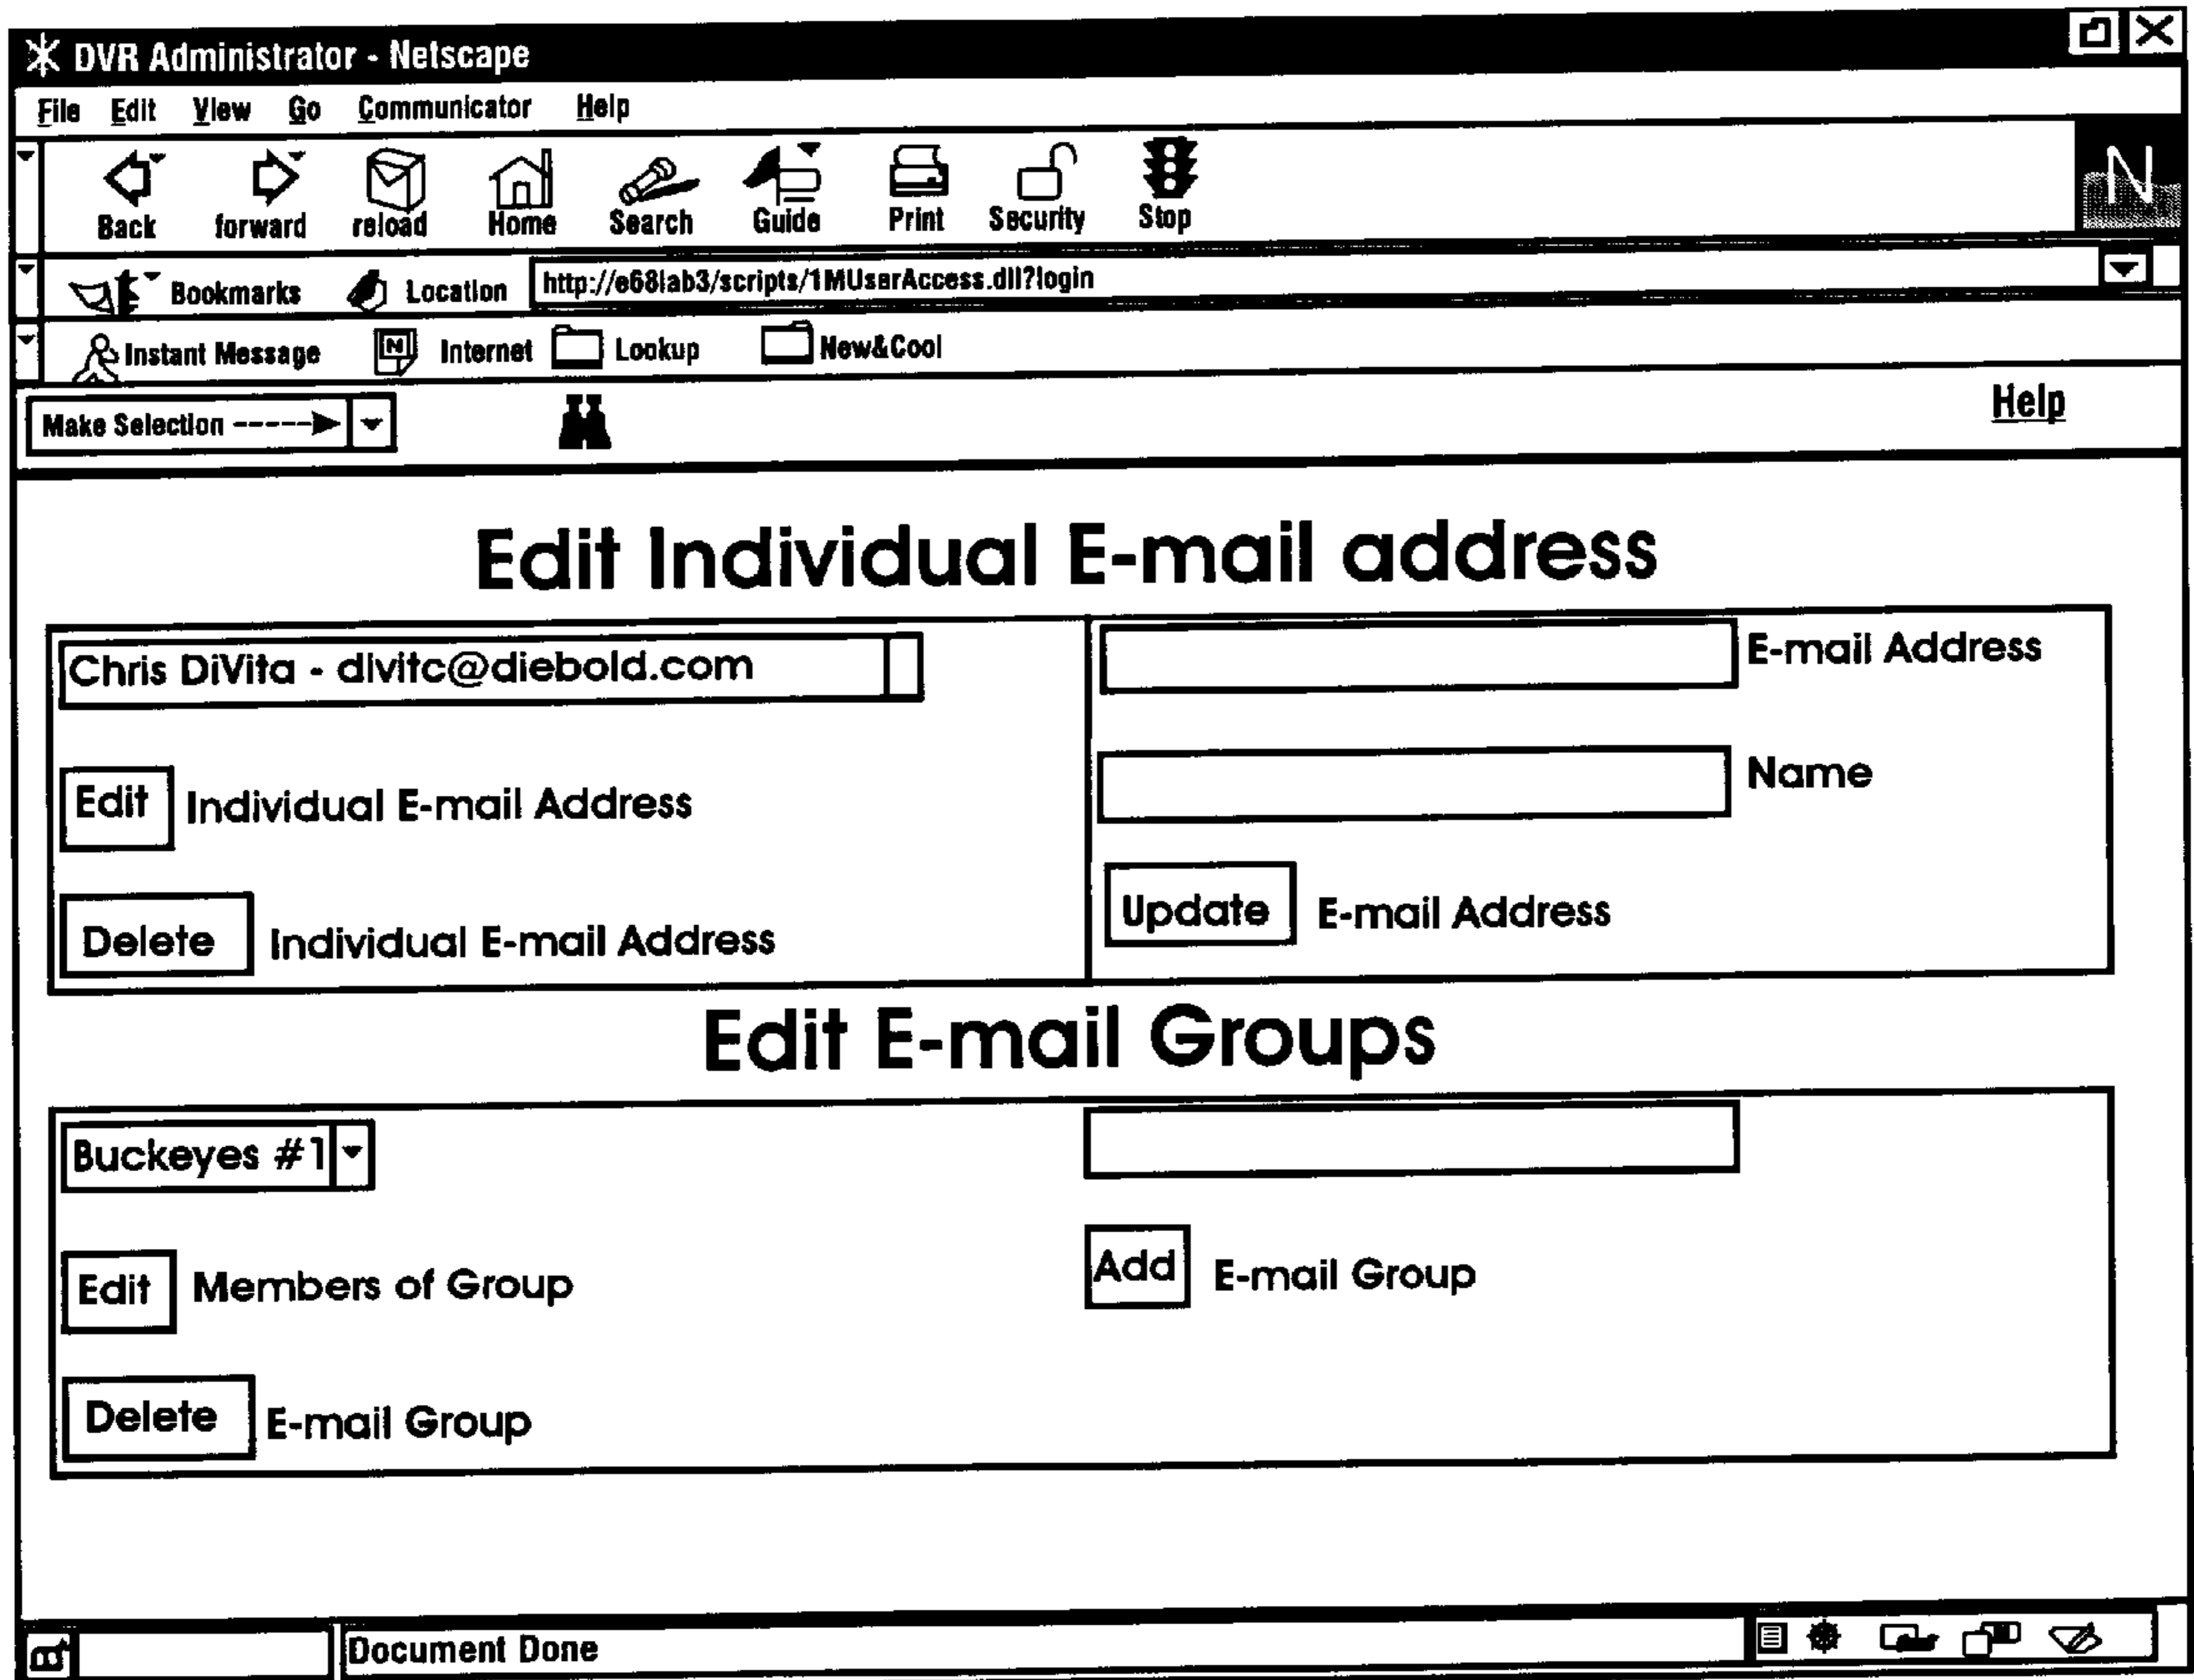 DVR Administrator - Netscape
File Edit View Go Communicator Help
Back forward reload Home Search Guide Print Security Stop
N
Bookmarks Location http://e68lab3/scripts/1MUserAccess.dll?login
Instant Message N Internet Lookup New&Cool
Make Selection -----> Help
Edit Individual E-mail address
Chris DiVita - divitc@diebold.com E-mail Address
Edit Individual E-mail Address Name
Delete Individual E-mail Address Update E-mail Address
Edit E-mail Groups
Buckeyes #1
Edit Members of Group Add E-mail Group
Delete E-mail Group
Document Done